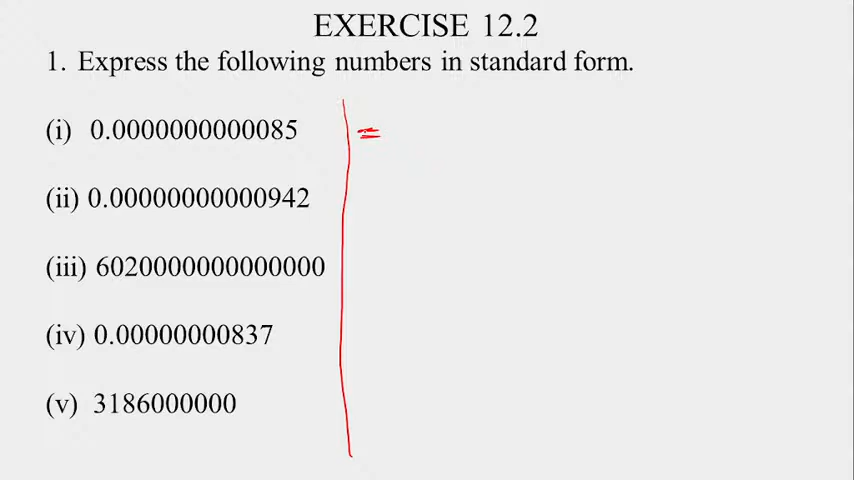 EXERCISE 12.2
1. Express the following numbers in standard form.
(i) 0.0000000000085 =
(ii) 0.00000000000942
(iii) 6020000000000000
(iv) 0.00000000837
(v) 3186000000